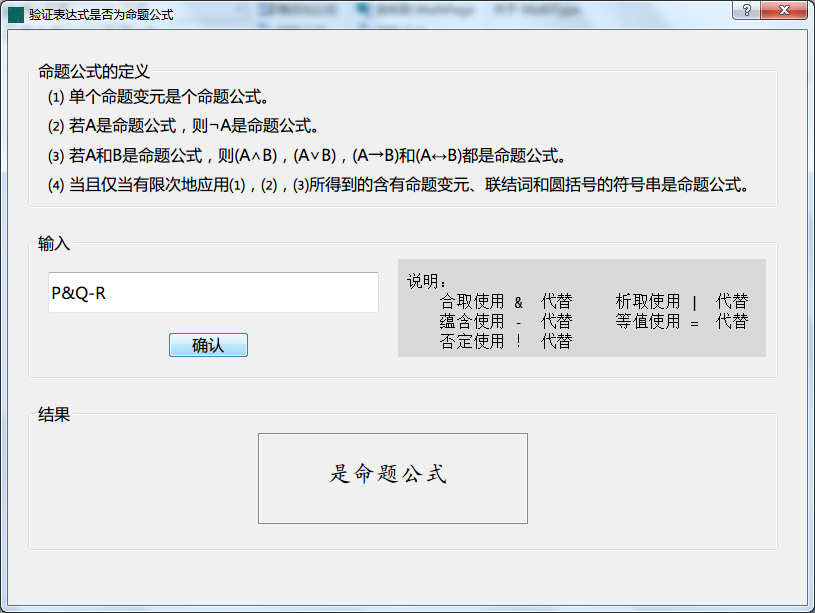 验证表达式是否为命题公式
命题公式的定义
(1) 单个命题变元是个命题公式。
(2) 若A是命题公式，则¬A是命题公式。
(3) 若A和B是命题公式，则(A∧B)，(A∨B)，(A→B)和(A↔B)都是命题公式。
(4) 当且仅当有限次地应用(1)，(2)，(3)所得到的含有命题变元、联结词和圆括号的符号串是命题公式。
输入
P&Q-R
确认
说明：
合取使用 & 代替 析取使用 | 代替
蕴含使用 - 代替 等值使用 = 代替
否定使用 ! 代替
结果
是命题公式